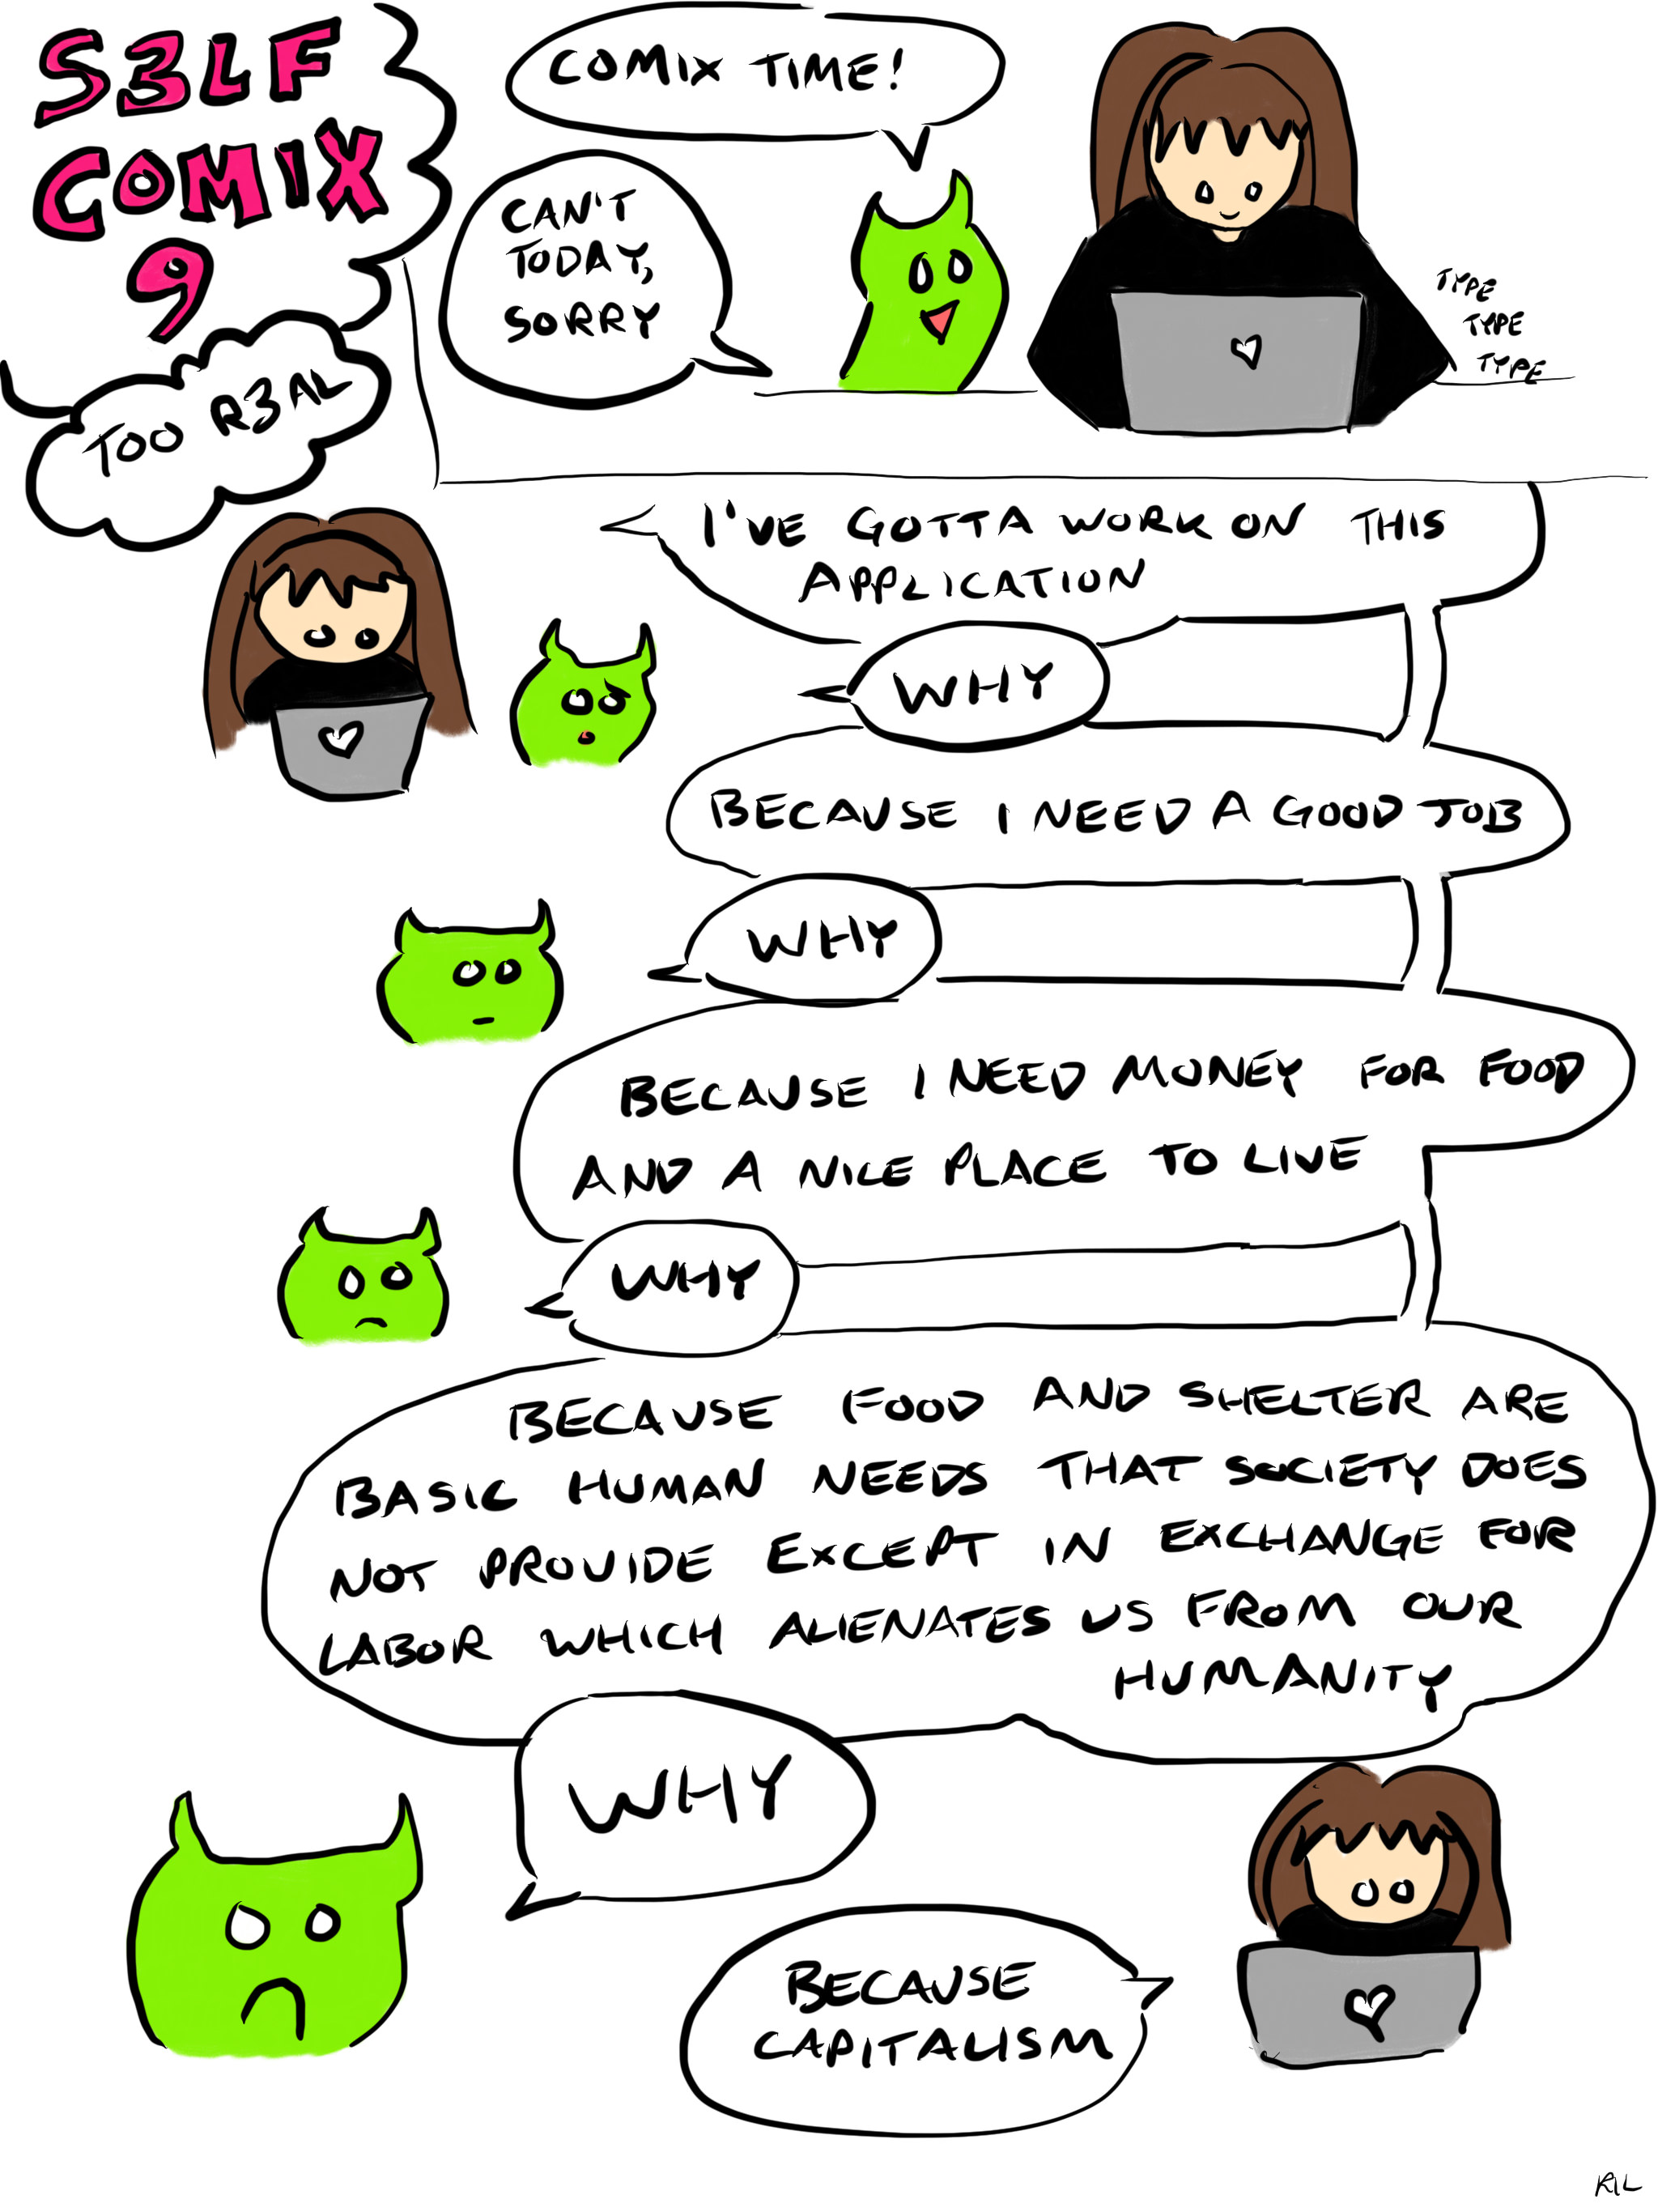 S3LF
COMIX
9
TOO R3AL
COMIX TIME!
CAN'T
TODAY,
SORRY
TYPE
TYPE
TYPE
I'VE GOTTA WORK ON THIS
APPLICATION
WHY
BECAUSE I NEED A GOOD JOB
WHY
BECAUSE I NEED MONEY FOR FOOD
AND A NICE PLACE TO LIVE
WHY
BECAUSE FOOD AND SHELTER ARE
BASIC HUMAN NEEDS THAT SOCIETY DOES
NOT PROVIDE EXCEPT IN EXCHANGE FOR
LABOR WHICH ALIENATES US FROM OUR
HUMANITY
WHY
BECAUSE
CAPITALISM